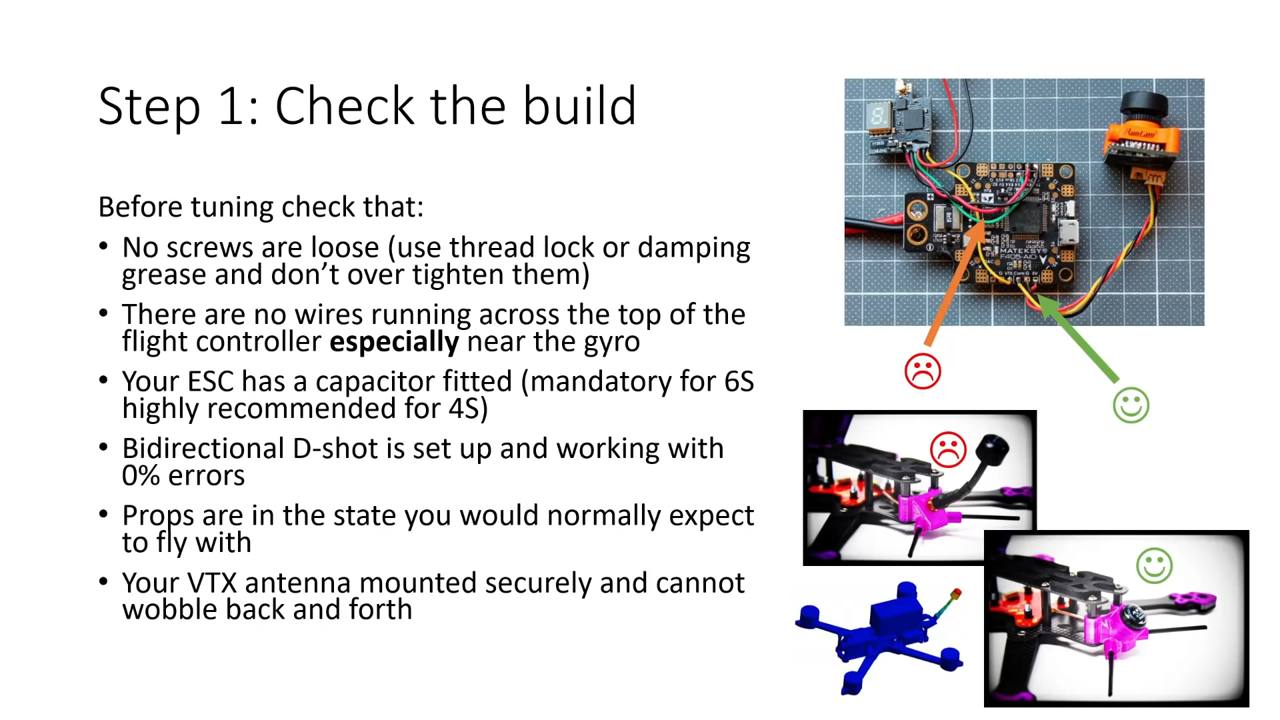 Step 1: Check the build
Before tuning check that:
• No screws are loose (use thread lock or damping
grease and don’t over tighten them)
• There are no wires running across the top of the
flight controller especially near the gyro
• Your ESC has a capacitor fitted (mandatory for 6S
highly recommended for 4S)
• Bidirectional D-shot is set up and working with
0% errors
• Props are in the state you would normally expect
to fly with
• Your VTX antenna mounted securely and cannot
wobble back and forth
MATEKSYS
F405-AIO
RunCam